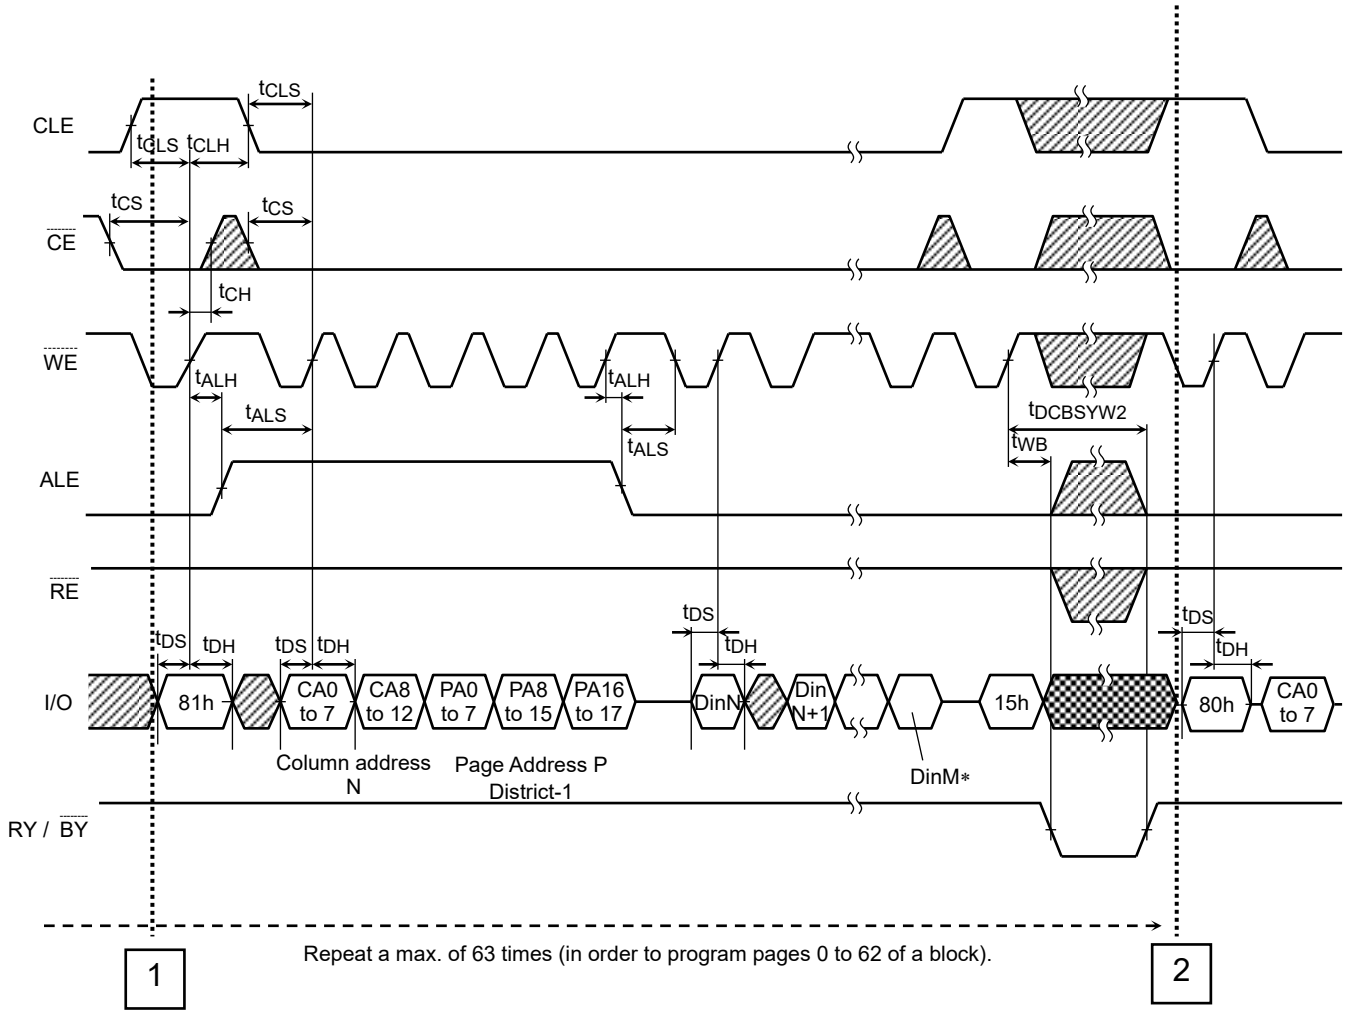 tCLS
CLE
tCLS tCLH
tCS tCS
CE
tCH
WE
tALH tALH
tALS tDCBSYW2
tALS tWB
ALE
RE
tDS tDH tDS tDH tDS tDH tDS tDH
I/O
81h
CA0 to 7
CA8 to 12
PA0 to 7
PA8 to 15
PA16 to 17
DinN
Din N+1
15h
80h
CA0 to 7
Column address
N
Page Address P
District-1
DinM*
RY / BY
Repeat a max. of 63 times (in order to program pages 0 to 62 of a block).
1
2